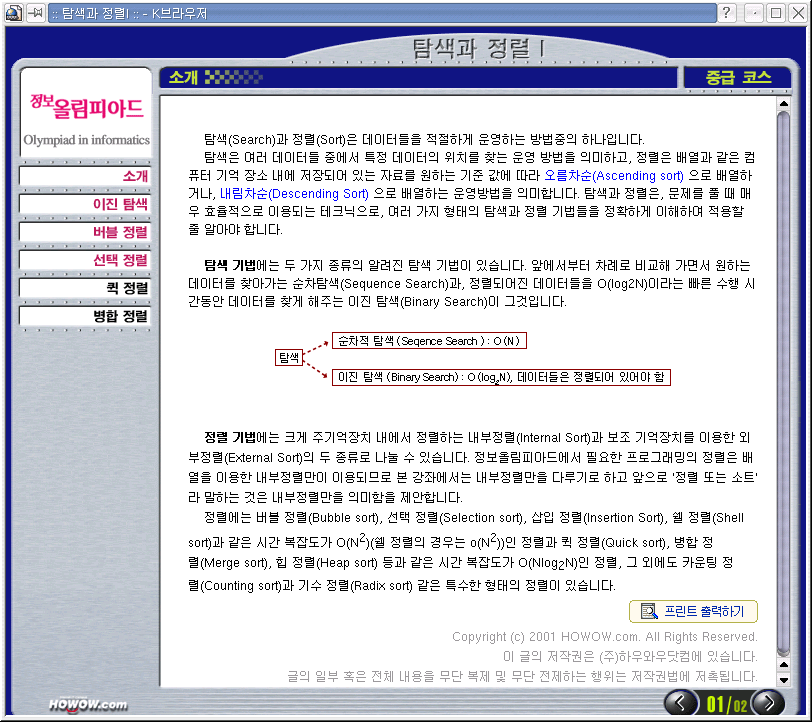 :: 탐색과 정렬I :: - K브라우저
탐색과 정렬 I
정보올림피아드
Olympiad in informatics
소개
이진 탐색
버블 정렬
선택 정렬
퀵 정렬
병합 정렬
소개
중급 코스
탐색(Search)과 정렬(Sort)은 데이터들을 적절하게 운영하는 방법중의 하나입니다.
탐색은 여러 데이터들 중에서 특정 데이터의 위치를 찾는 운영 방법을 의미하고, 정렬은 배열과 같은 컴
퓨터 기억 장소 내에 저장되어 있는 자료를 원하는 기준 값에 따라 오름차순(Ascending sort) 으로 배열하
거나, 내림차순(Descending Sort) 으로 배열하는 운영방법을 의미합니다. 탐색과 정렬은, 문제를 풀 때 매
우 효율적으로 이용되는 테크닉으로, 여러 가지 형태의 탐색과 정렬 기법들을 정확하게 이해하여 적용할
줄 알아야 합니다.
탐색 기법에는 두 가지 종류의 알려진 탐색 기법이 있습니다. 앞에서부터 차례로 비교해 가면서 원하는
데이터를 찾아가는 순차탐색(Sequence Search)과, 정렬되어진 데이터들을 O(log2N)이라는 빠른 수행 시
간동안 데이터를 찾게 해주는 이진 탐색(Binary Search)이 그것입니다.
탐색
순차적 탐색 (Seqence Search ) : O (N )
이진 탐색 (Binary Search) : O (log2N), 데이터들은 정렬되어 있어야 함
정렬 기법에는 크게 주기억장치 내에서 정렬하는 내부정렬(Internal Sort)과 보조 기억장치를 이용한 외
부정렬(External Sort)의 두 종류로 나눌 수 있습니다. 정보올림피아드에서 필요한 프로그래밍의 정렬은 배
열을 이용한 내부정렬만이 이용되므로 본 강좌에서는 내부정렬만을 다루기로 하고 앞으로 '정렬 또는 소트'
라 말하는 것은 내부정렬만을 의미함을 제안합니다.
정렬에는 버블 정렬(Bubble sort), 선택 정렬(Selection sort), 삽입 정렬(Insertion Sort), 쉘 정렬(Shell
sort)과 같은 시간 복잡도가 O(N2)(쉘 정렬의 경우는 o(N2))인 정렬과 퀵 정렬(Quick sort), 병합 정
렬(Merge sort), 힙 정렬(Heap sort) 등과 같은 시간 복잡도가 O(Nlog2N)인 정렬, 그 외에도 카운팅 정
렬(Counting sort)과 기수 정렬(Radix sort) 같은 특수한 형태의 정렬이 있습니다.
프린트 출력하기
Copyright (c) 2001 HOWOW.com. All Rights Reserved.
이 글의 저작권은 (주)하우와우닷컴에 있습니다.
글의 일부 혹은 전체 내용을 무단 복제 및 무단 전제하는 행위는 저작권법에 저촉됩니다.
HOWOW.com
01/02